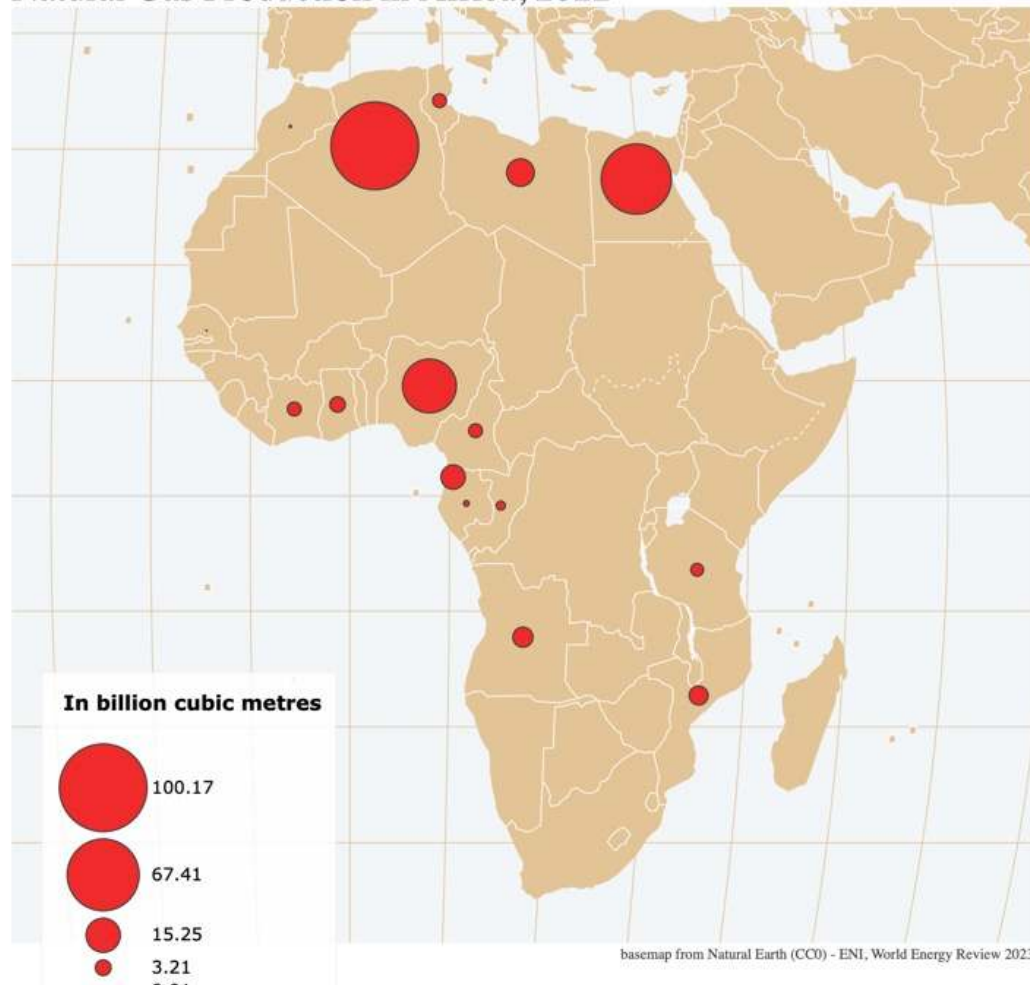 In billion cubic metres
100.17
67.41
15.25
3.21
basemap from Natural Earth (CC0) - ENI, World Energy Review 2023